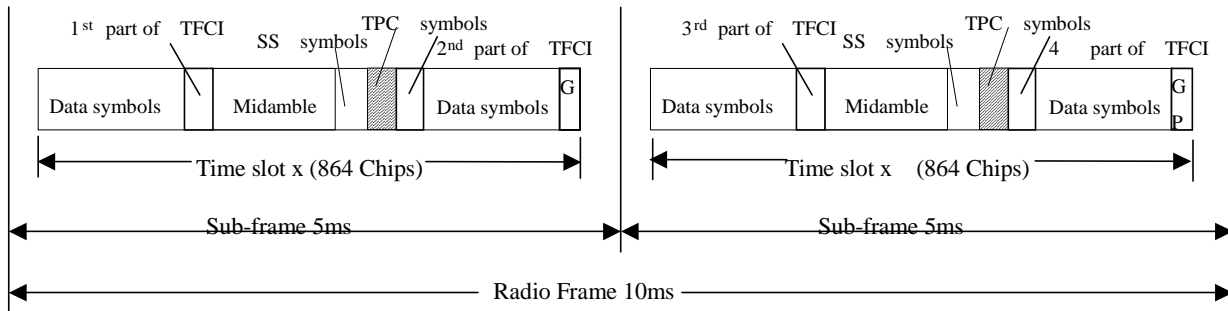 1st part of TFCI SS symbols TPC symbols 2nd part of TFCI
3rd part of TFCI SS symbols TPC symbols 4 part of TFCI
Data symbols Midamble Data symbols G
Data symbols Midamble Data symbols G P
Time slot x (864 Chips)
Time slot x (864 Chips)
Sub-frame 5ms
Sub-frame 5ms
Radio Frame 10ms